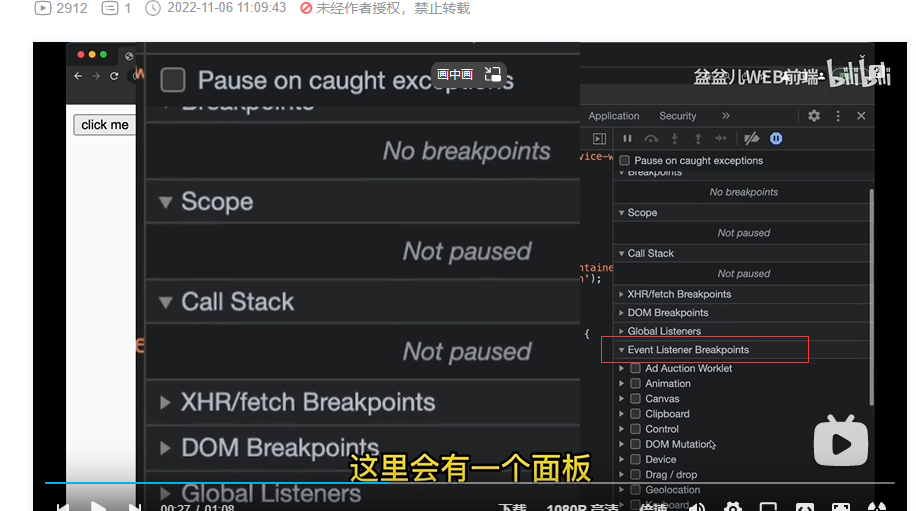 2912 1 2022-11-06 11:09:43 未经作者授权，禁止转载
画中画
盆盆儿WEB前端 bilibili
click me
Pause on caught exceptions
Breakpoints
No breakpoints
Scope
Not paused
Call Stack
Not paused
XHR/fetch Breakpoints
DOM Breakpoints
Global Listeners
Application Security »
Pause on caught exceptions
Breakpoints
No breakpoints
Scope
Not paused
Call Stack
Not paused
XHR/fetch Breakpoints
DOM Breakpoints
Global Listeners
Event Listener Breakpoints
Ad Auction Worklet
Animation
Canvas
Clipboard
Control
DOM Mutation
Device
Drag / drop
Geolocation
Keyboard
vice-w
ntaine
n');
{
这里会有一个面板
00:27 / 01:08 下载 1080P 高清 倍速